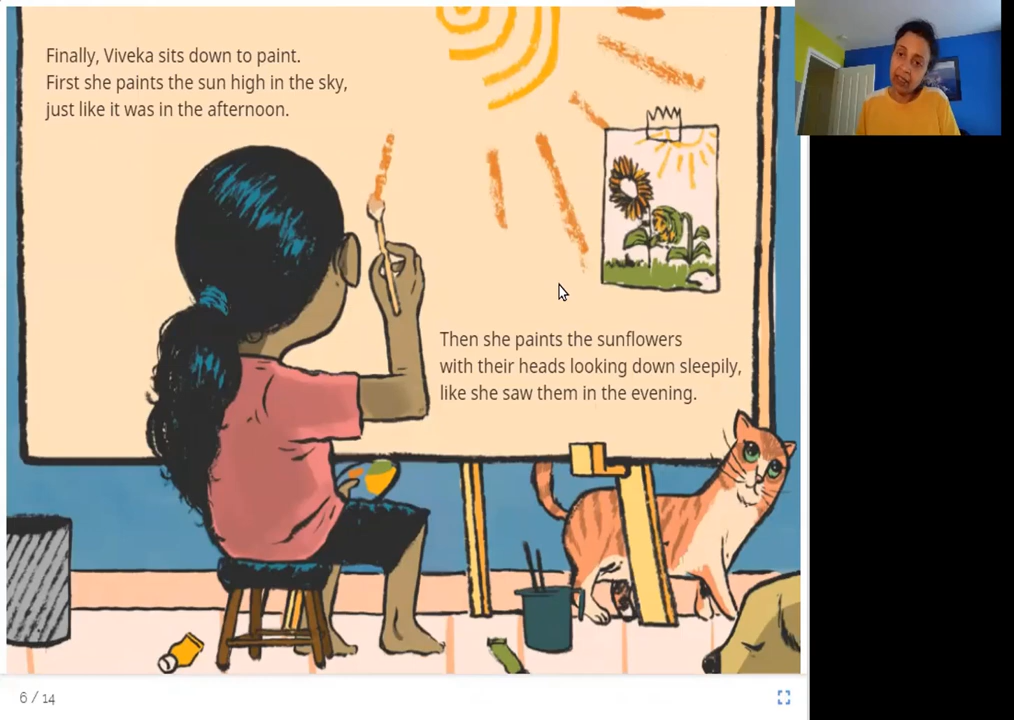 Finally, Viveka sits down to paint.
First she paints the sun high in the sky,
just like it was in the afternoon.
Then she paints the sunflowers
with their heads looking down sleepily,
like she saw them in the evening.
6 / 14